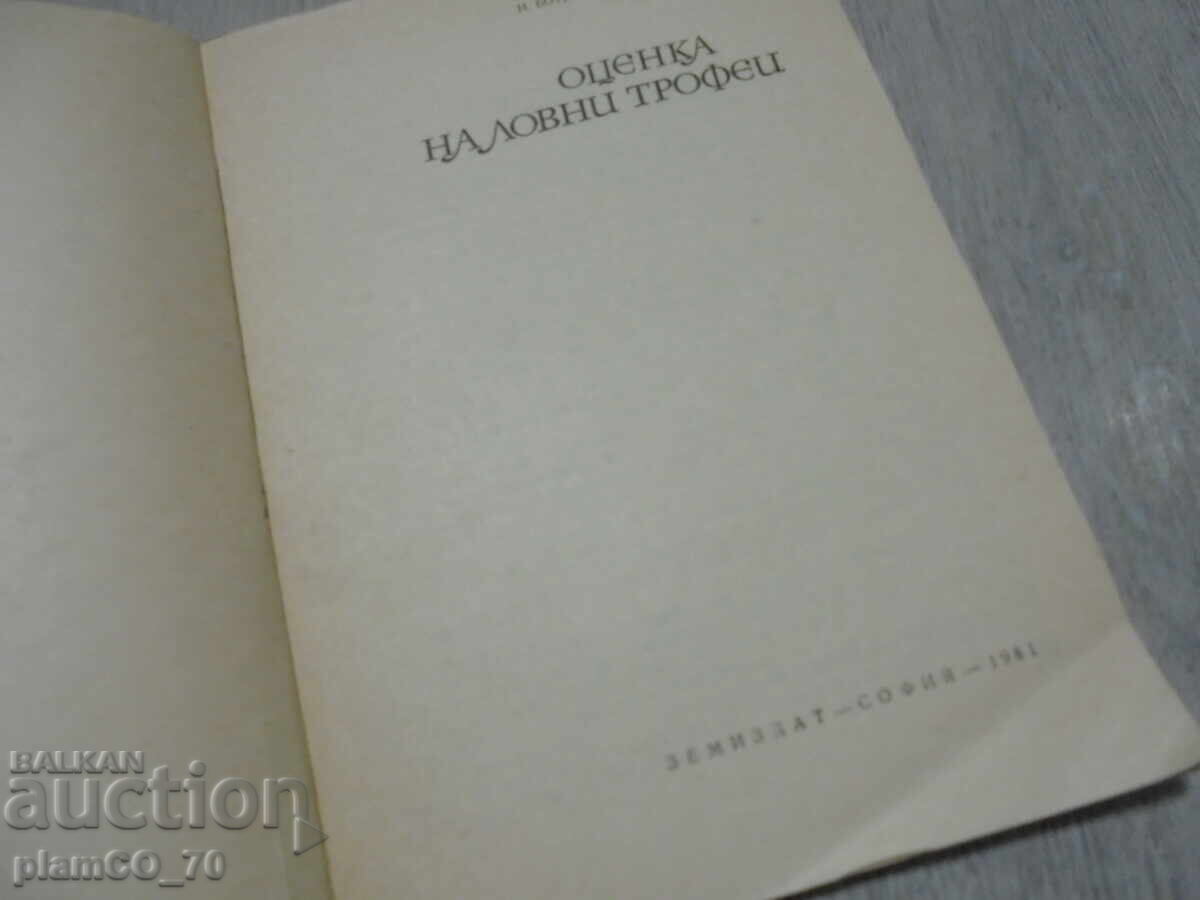 ОЦЕНКА
НА ЛОВНИ ТРОФЕИ
ЗЕМИЗДАТ — СОФИЯ — 1981
BALKAN
auction
plamCO_70